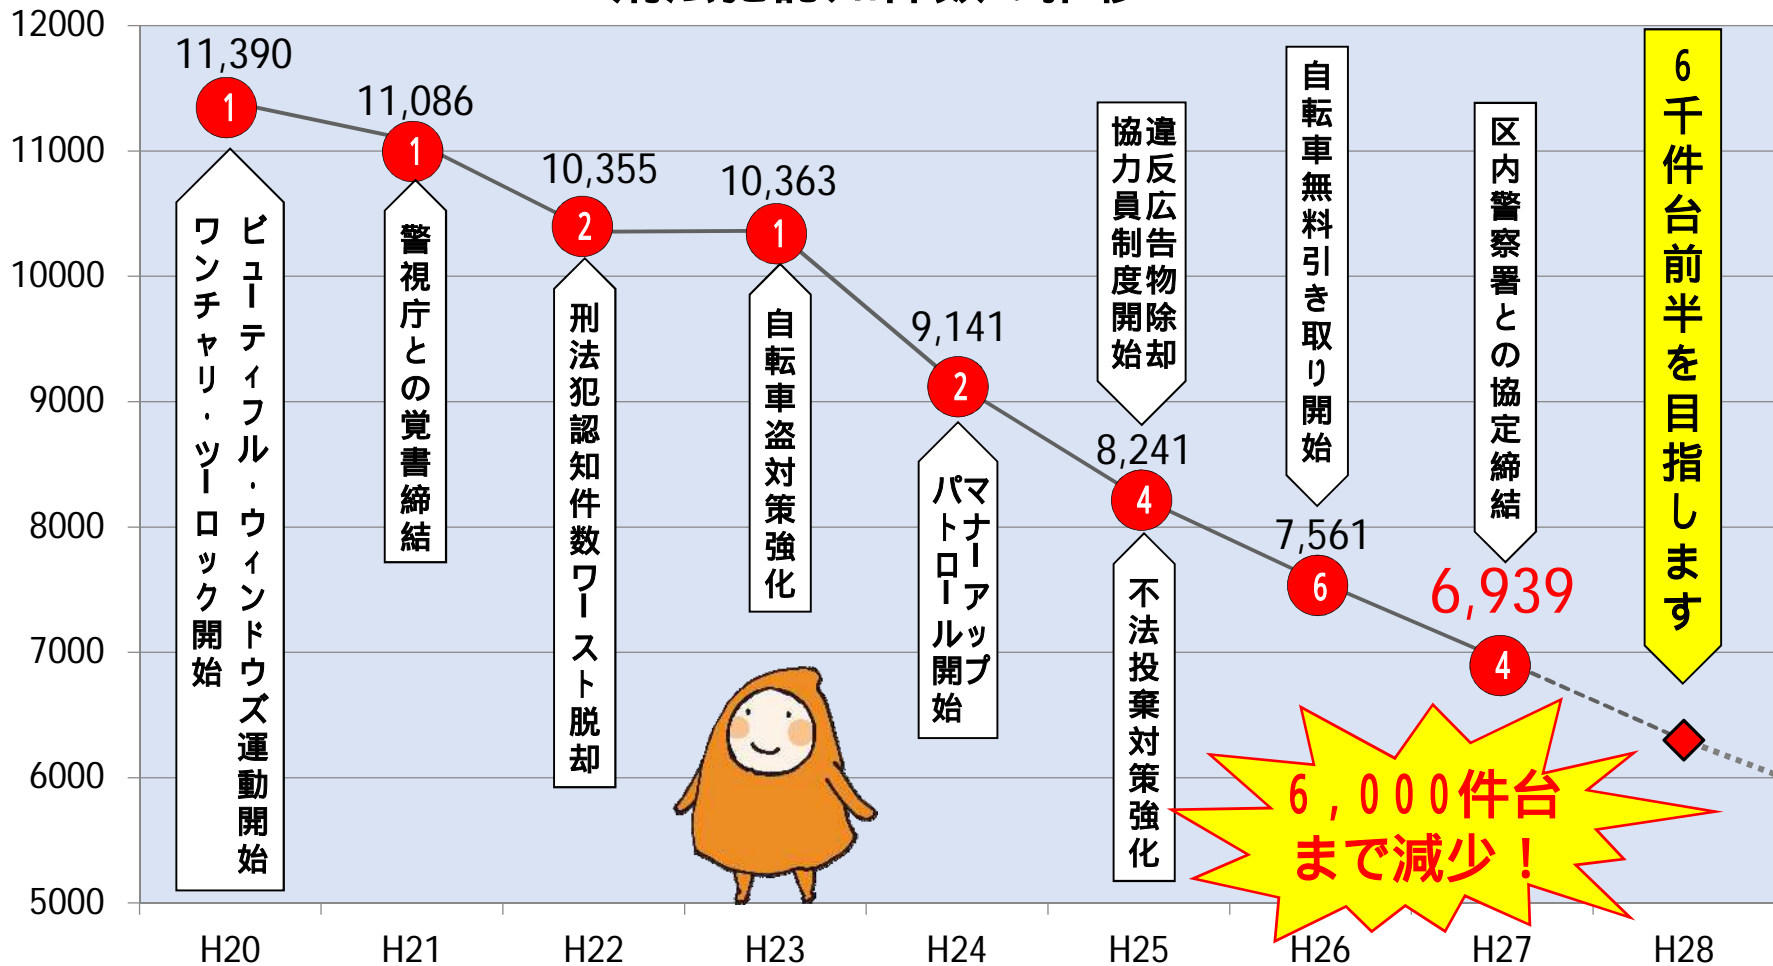 12000
11000
10000
9000
8000
7000
6000
5000
11,390
1
ビューティフル・ウィンドウズ運動開始
ワンチャリ・ツーロック開始
11,086
1
警視庁との覚書締結
10,355
2
刑法犯認知件数ワースト脱却
10,363
1
自転車盗対策強化
9,141
2
マナーアップ
パトロール開始
違反広告物除却
協力員制度開始
8,241
4
不法投棄対策強化
自転車無料引き取り開始
7,561
6
区内警察署との協定締結
6,939
4
6千件台前半を目指します
6,000件台
まで減少！
H20
H21
H22
H23
H24
H25
H26
H27
H28